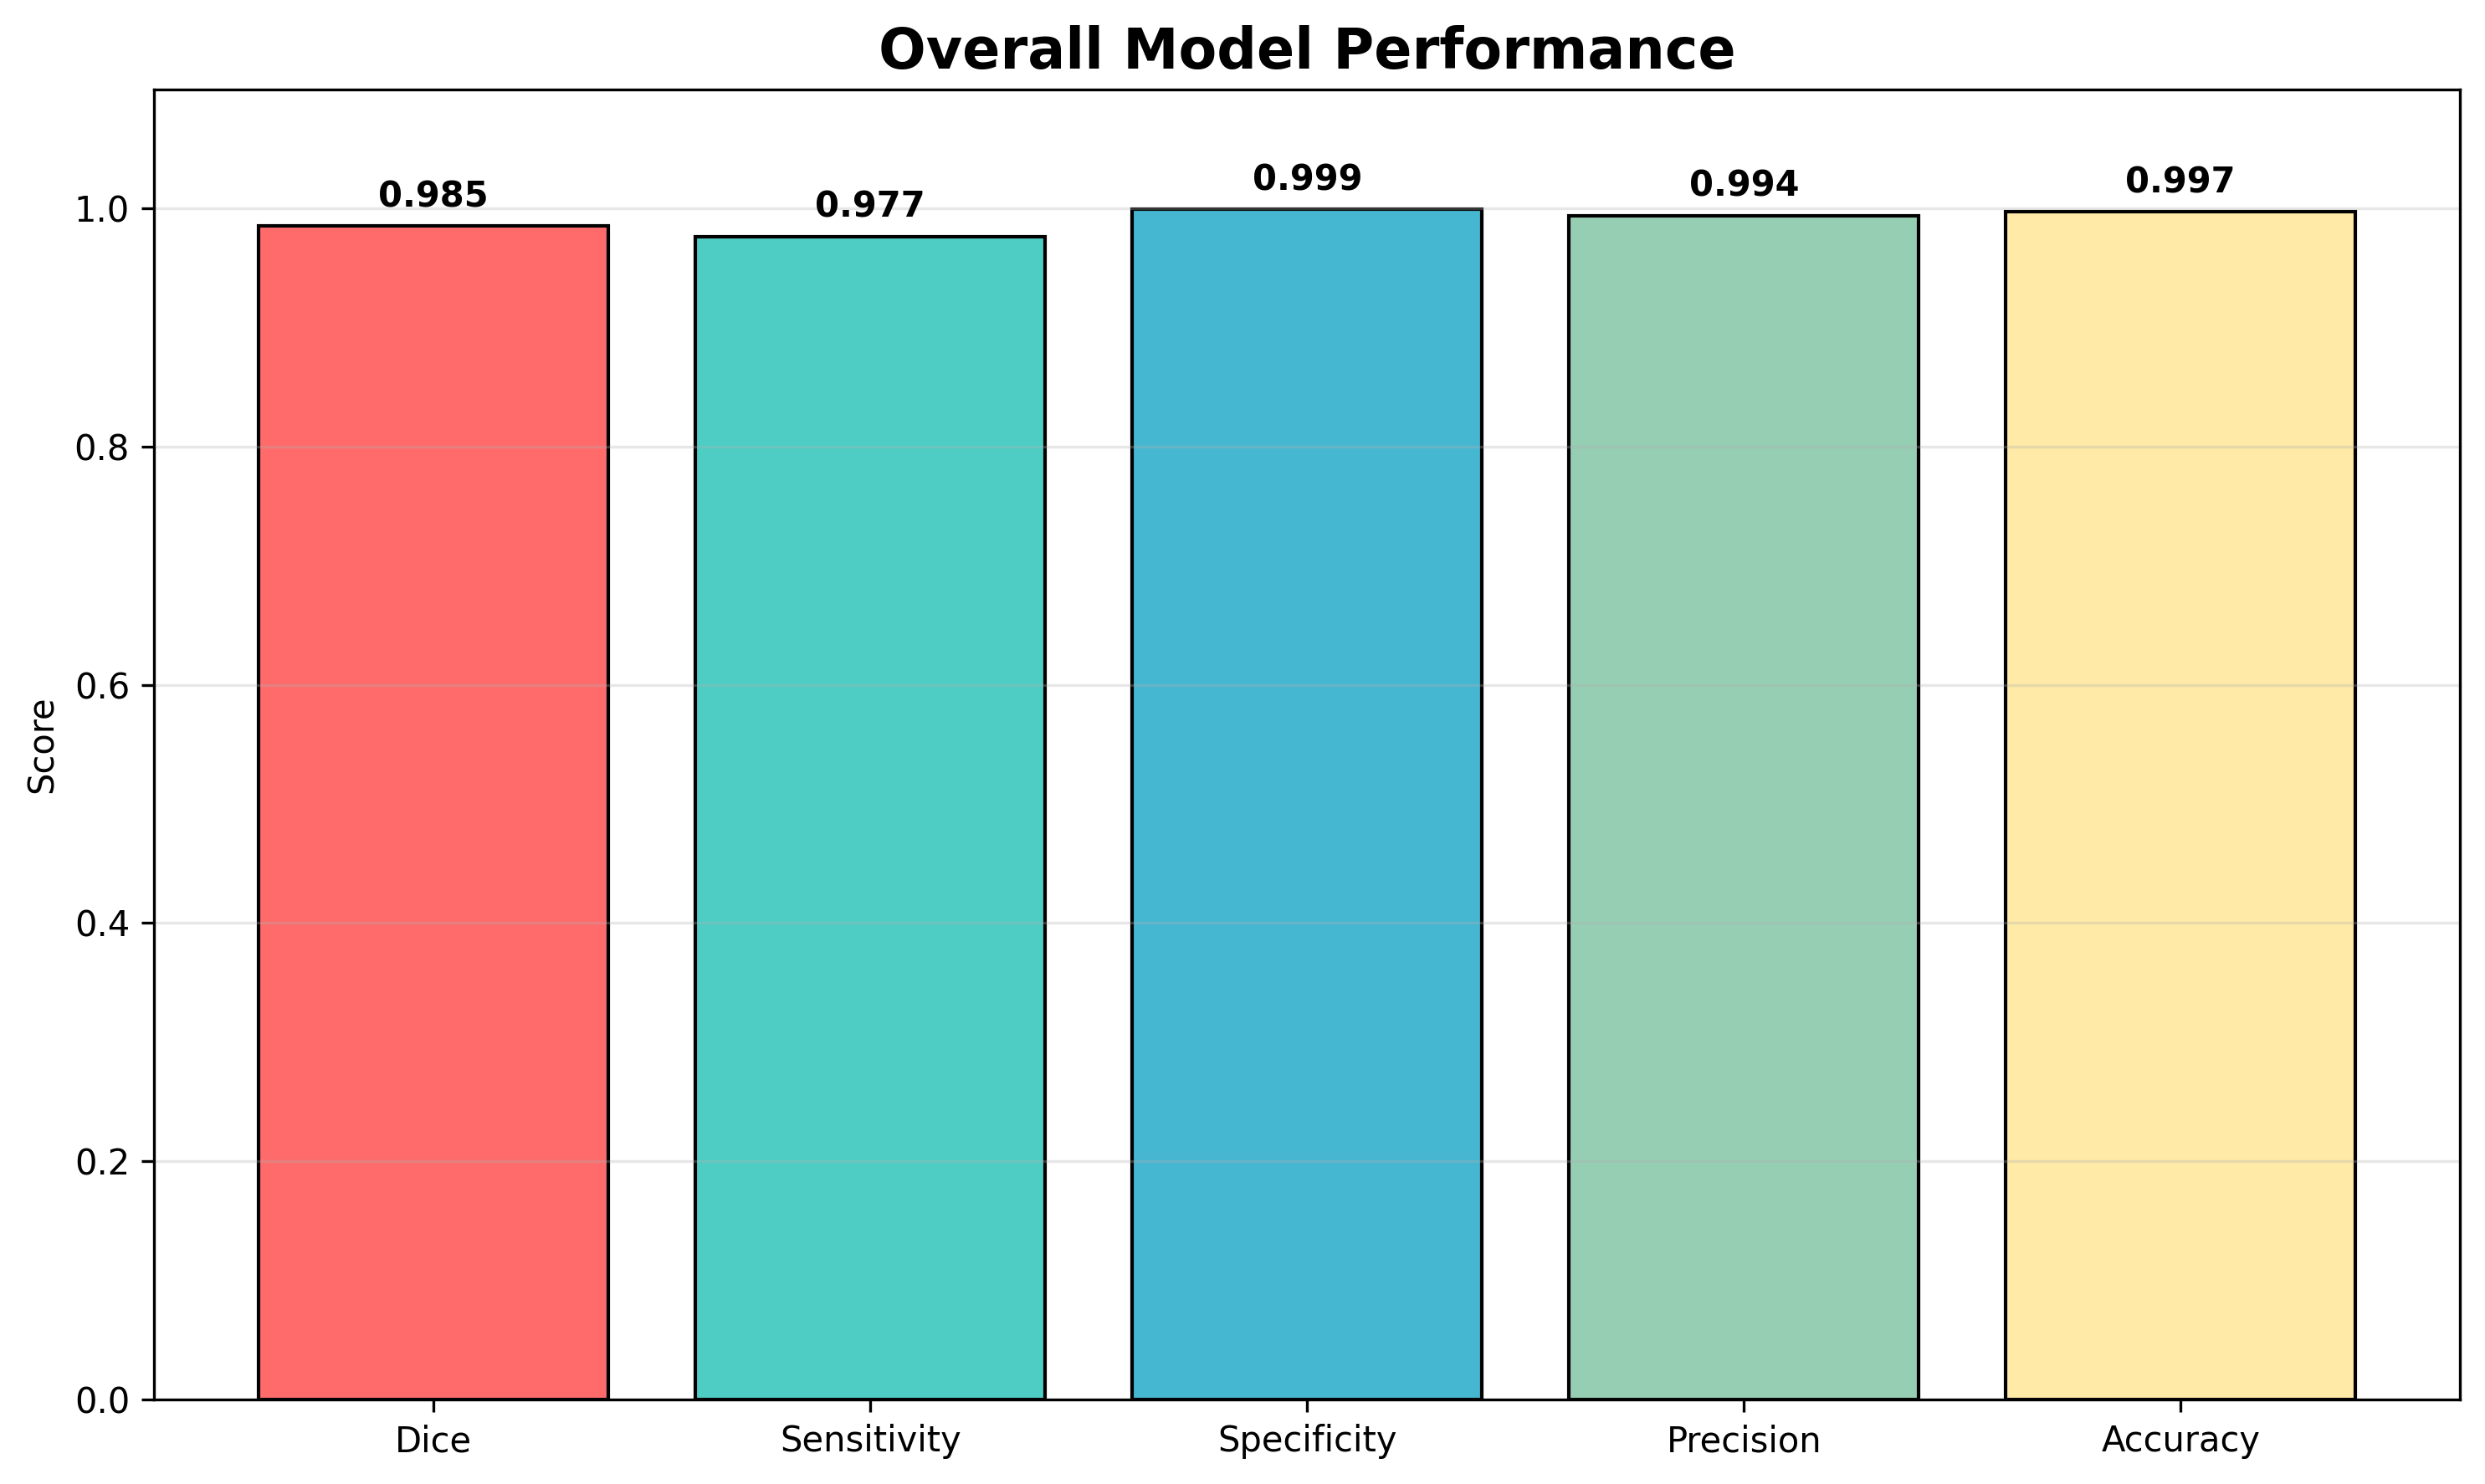 Overall Model Performance
0.985
0.977
0.999
0.994
0.997
1.0
0.8
0.6
0.4
0.2
0.0
Score
Dice
Sensitivity
Specificity
Precision
Accuracy